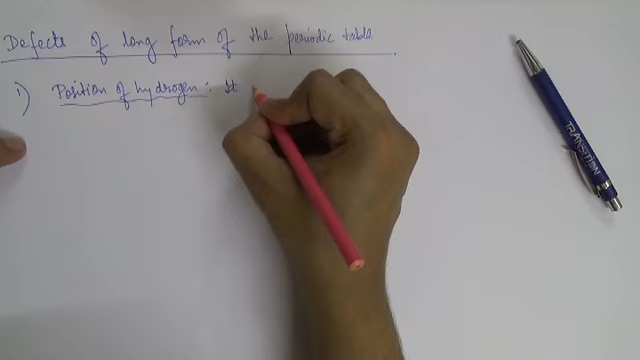 Defects of long form of the periodic table
1) Position of hydrogen: It
TRANSITION